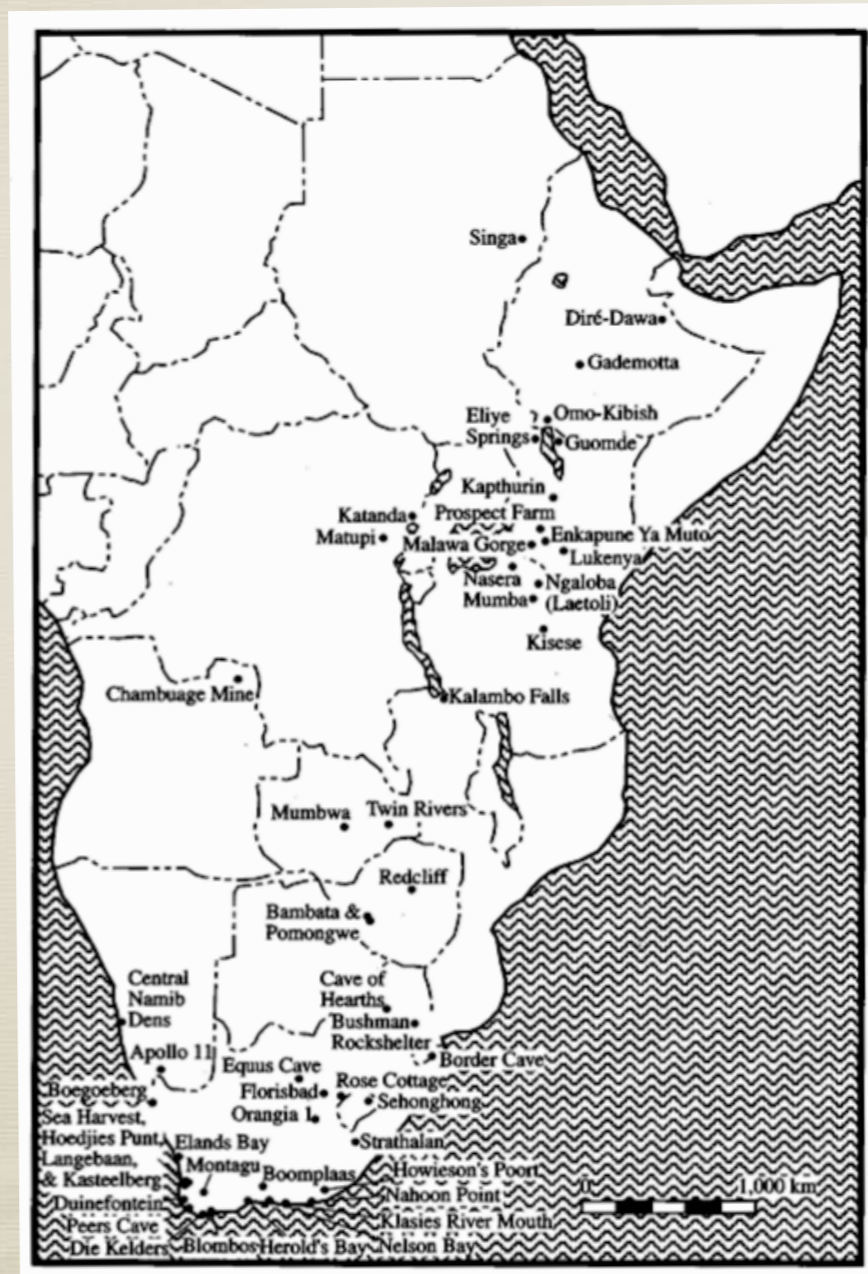 Singa
Diré-Dawa
Gademotta
Omo-Kibish
Eliye
Springs
Guomde
Kapthurin
Katanda
Prospect Farm
Matupi
Malawa Gorge
Enkapune Ya Muto
Lukenya
Nasera
Ngaloba
(Laetoli)
Mumba
Kisese
Chambuage Mine
Kalambo Falls
Mumbwa
Twin Rivers
Redcliff
Bambata &
Pomongwe
Central
Namib
Dens
Cave of
Hearths
Bushman
Rockshelter
Border Cave
Apollo 11
Equus Cave
Boegoeberg
Florisbad
Rose Cottage
Sehonghong
Orangia 1
Sea Harvest,
Hoedjies Punt,
Langebaan,
& Kasteelberg
Elands Bay
Strathalan
Montagu
Boomplaas
Howieson's Poort
Duinefontein
Nahoon Point
Peers Cave
Klasies River Mouth
Die Kelders
Blombos
Herold's Bay
Nelson Bay
0
1,000 km